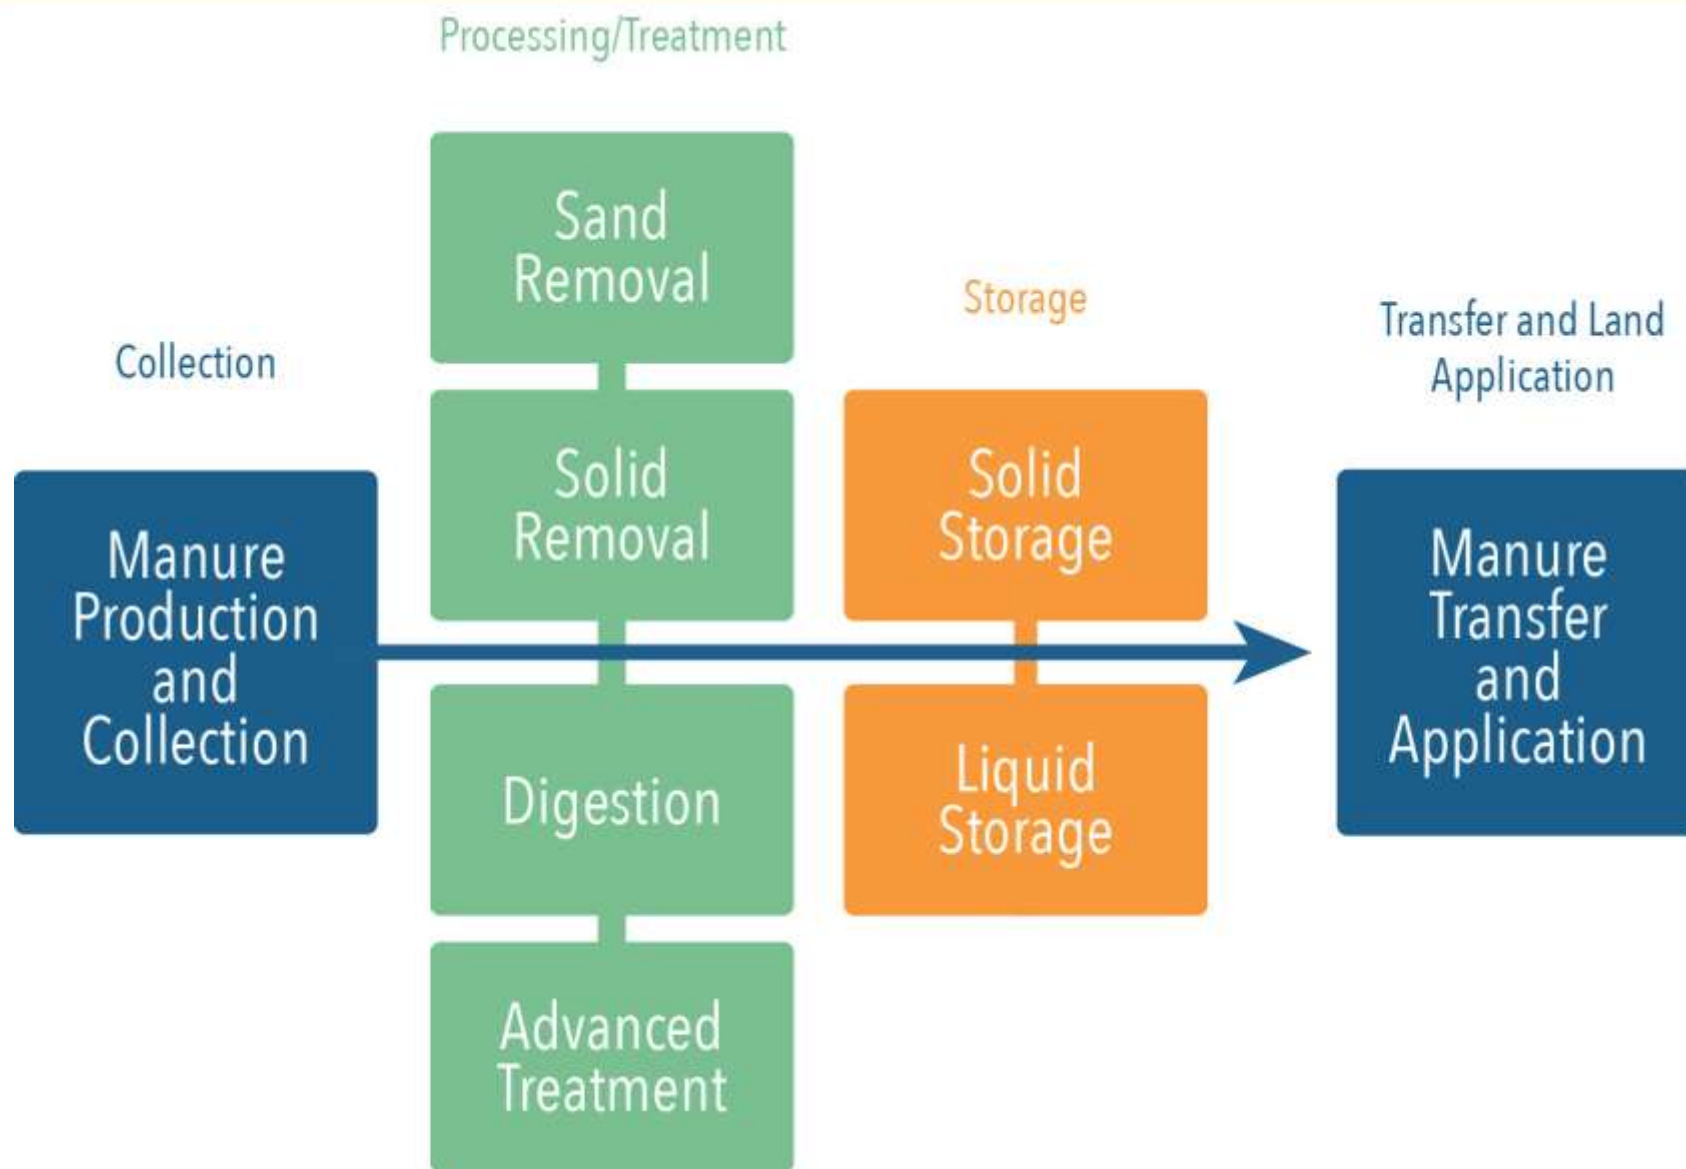 Processing/Treatment
Sand
Removal
Storage
Transfer and Land
Application
Collection
Solid
Removal
Solid
Storage
Manure
Production
and
Collection
Manure
Transfer
and
Application
Digestion
Liquid
Storage
Advanced
Treatment